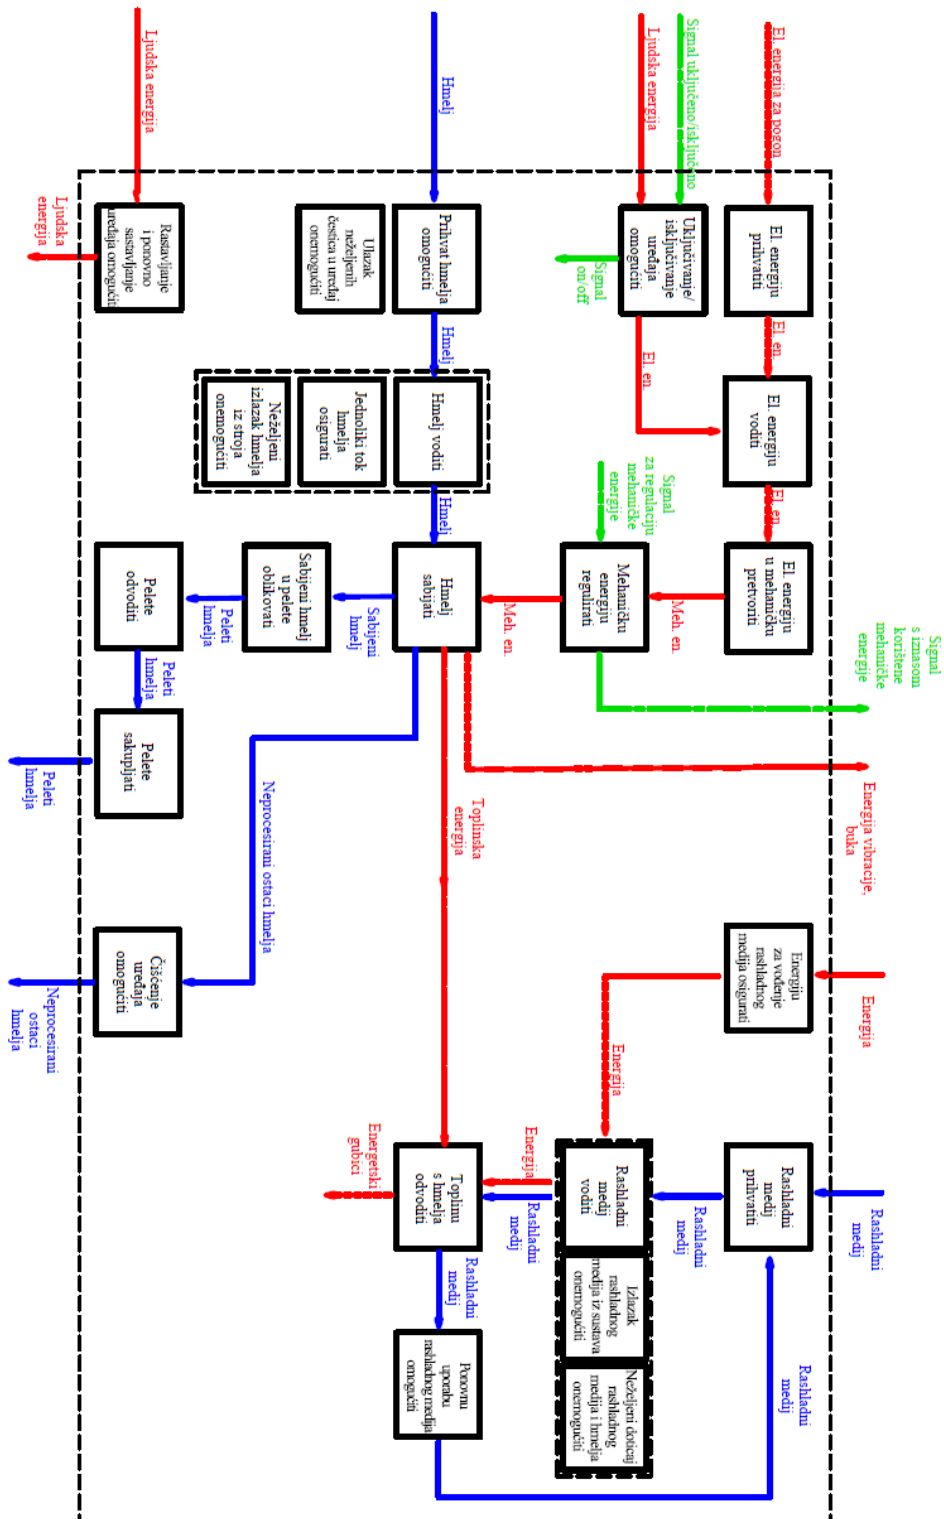 El. energija za pogon
Signal uključeno/isključeno
Ljudska energija
Hmelj
Ljudska energija
El. energiju
prihvatiti
El. en.
El. energiju
voditi
El. en.
El. energiju
u mehaničku
pretvoriti
Meh. en.
Signal
s iznasom
korištene
mehaničke
energije
Uključivanje/
isključivanje
uređaja
omogućiti
Signal
on/off
El. en.
Signal
za regulaciju
mehaničke
energije
Mehaničku
energiju
regulirati
Meh. en.
Prihvat hmelja
omogućiti
Hmelj
Ulazak
neželjenih
čestica u uređaj
onemogućiti
Hmelj voditi
Jednoliki tok
hmelja
osigurati
Neželjeni
izlazak hmelja
iz stroja
onemogućiti
Hmelj
Hmelj
sabijati
Sabijeni
hmelj
Sabijeni hmelj
u pelete
oblikovati
Peleti
hmelja
Pelete
odvoditi
Peleti
hmelja
Pelete
sakupljati
Peleti
hmelja
Rastavljanje
i ponovno
sastavljanje
uređaja omogućiti
Ljudska
energija
Energija vibracije,
buka
Toplinska
energija
Neprocesirani ostaci hmelja
Čišćenje
uređaja
omogućiti
Neprocesirani
ostaci
hmelja
Energija
Energiju
za vođenje
rashladnog
medija osigurati
Energija
Rashladni
medij
Rashladni
medij
prihvatiti
Rashladni
medij
Rashladni
medij
voditi
Izlazak
rashladnog
medija iz sustava
onemogućiti
Neželjeni doticaj
rashladnog
medija i hmelja
onemogućiti
Energija
Rashladni
medij
Toplinu
s hmelja
odvoditi
Energetski
gubici
Rashladni
medij
Ponovnu
uporabu
rashladnog medija
omogućiti
Rashladni
medij